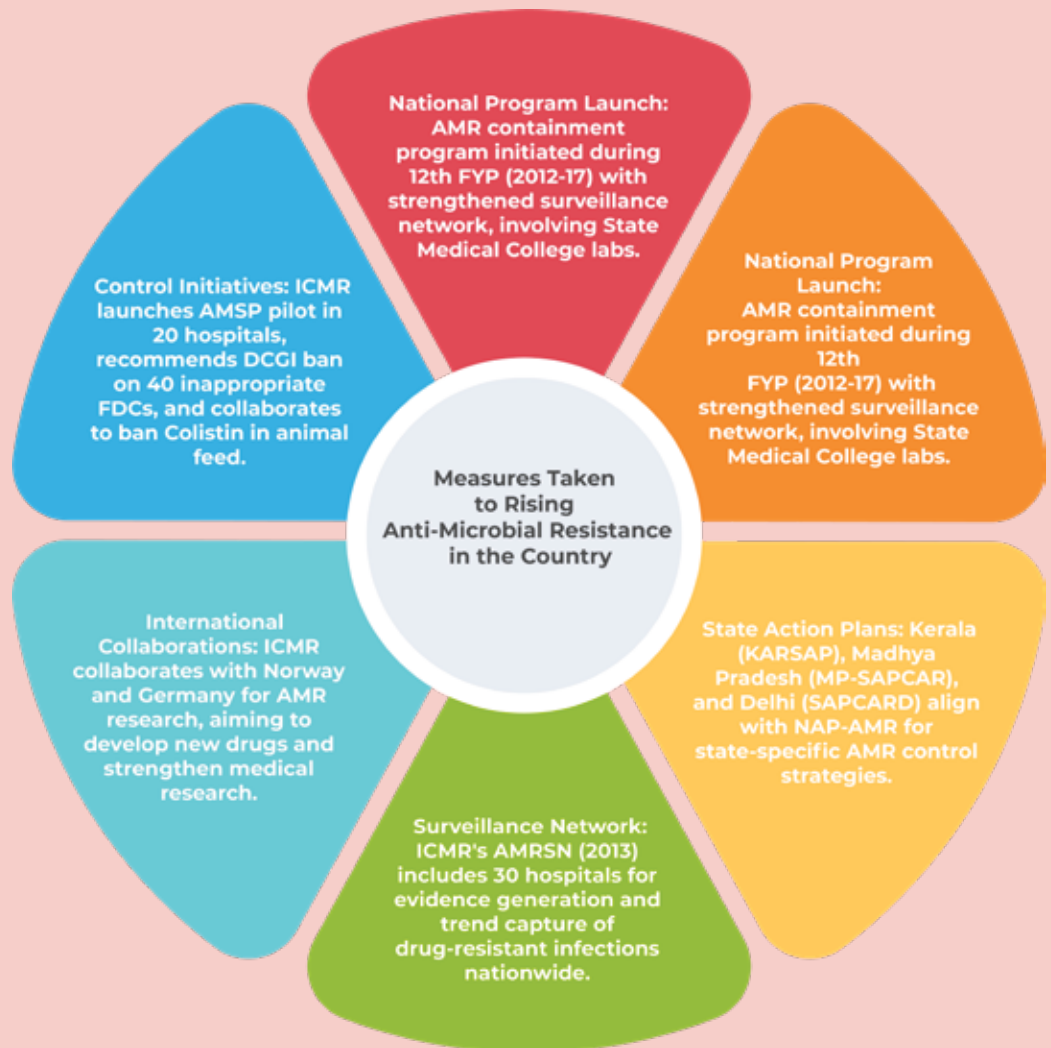 National Program Launch:
AMR containment
program initiated during
12th FYP (2012-17) with
strengthened surveillance
network, involving State
Medical College labs.
National Program
Launch:
AMR containment
program initiated during
12th
FYP (2012-17) with
strengthened surveillance
network, involving State
Medical College labs.
State Action Plans: Kerala
(KARSAP), Madhya
Pradesh (MP-SAPCAR),
and Delhi (SAPCARD) align
with NAP-AMR for
state-specific AMR control
strategies.
Surveillance Network:
ICMR's AMRSN (2013)
includes 30 hospitals for
evidence generation and
trend capture of
drug-resistant infections
nationwide.
International
Collaborations: ICMR
collaborates with Norway
and Germany for AMR
research, aiming to
develop new drugs and
strengthen medical
research.
Control Initiatives: ICMR
launches AMSP pilot in
20 hospitals,
recommends DCGI ban
on 40 inappropriate
FDCs, and collaborates
to ban Colistin in animal
feed.
Measures Taken
to Rising
Anti-Microbial Resistance
in the Country